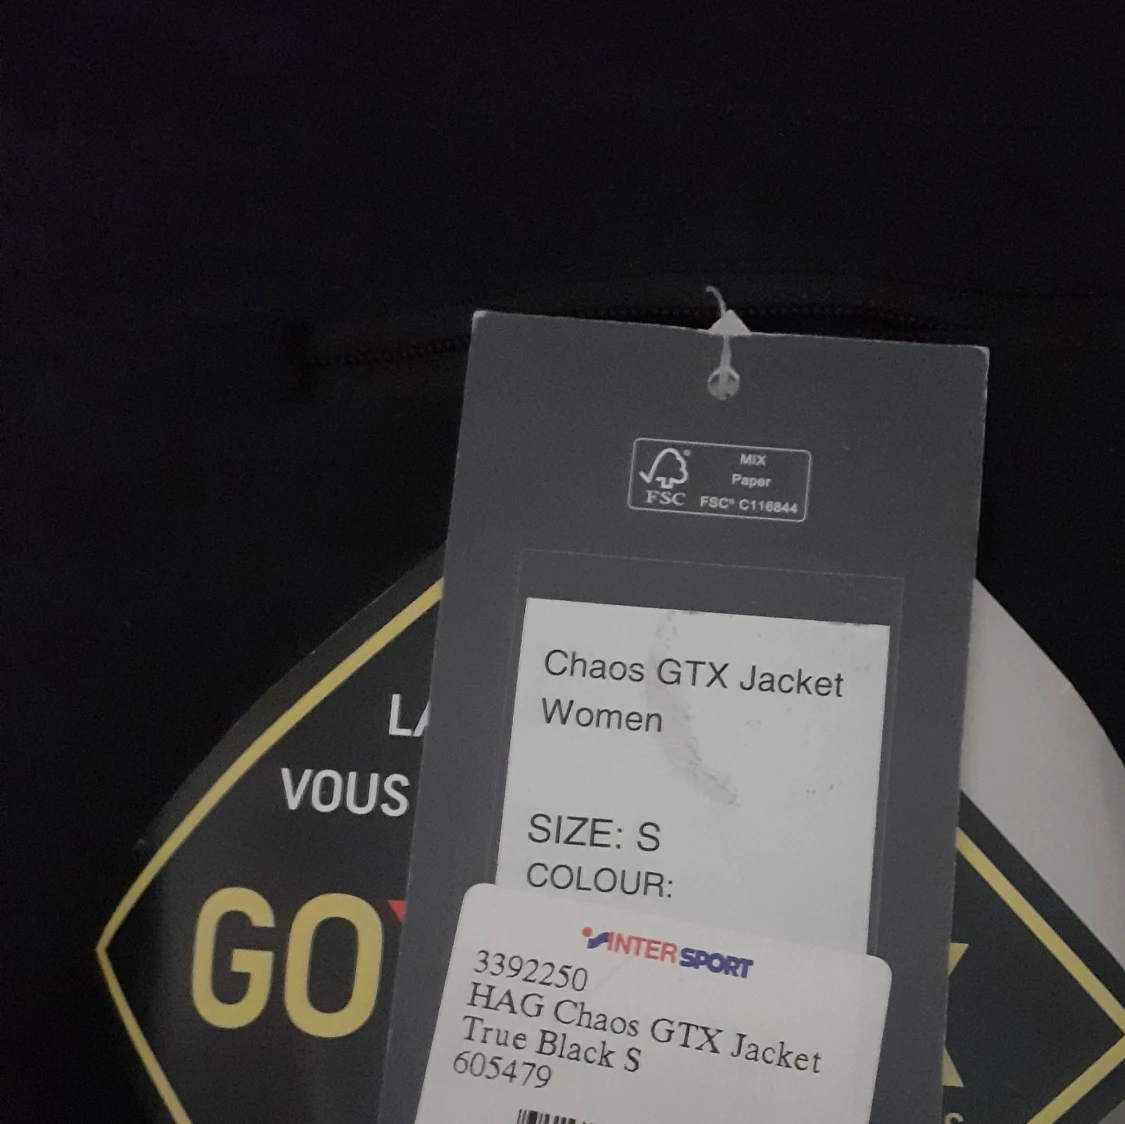 MIX
Paper
FSC
FSC® C116844
Chaos GTX Jacket
Women
SIZE: S
COLOUR:
INTERSPORT
3392250
HAG Chaos GTX Jacket
True Black S
605479
VOUS
GO